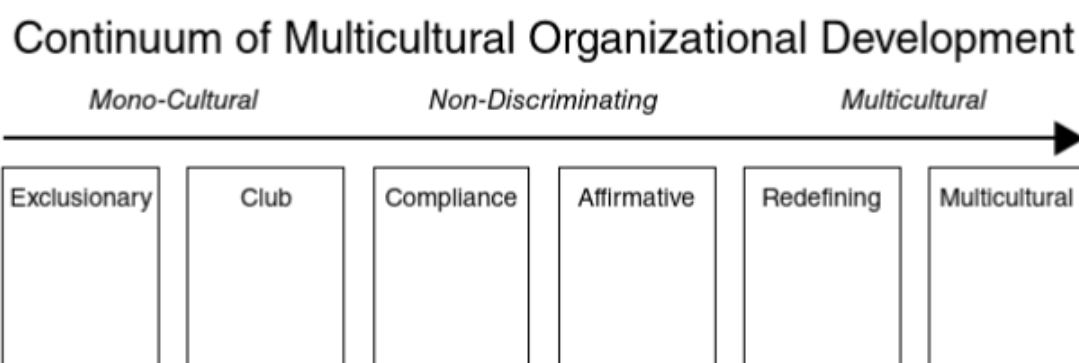 Continuum of Multicultural Organizational Development
Mono-Cultural Non-Discriminating Multicultural
Exclusionary Club Compliance Affirmative Redefining Multicultural